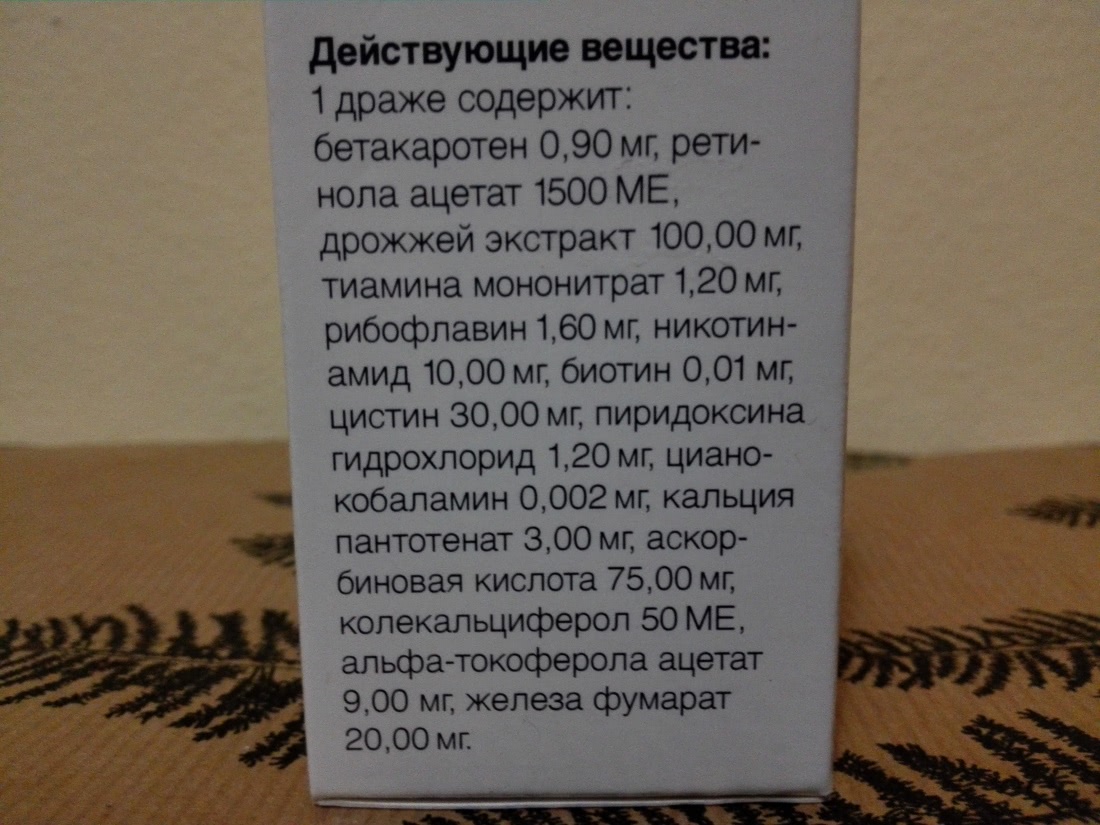 Действующие вещества:
1 драже содержит:
бетакаротен 0,90 мг, рети-
нола ацетат 1500 МЕ,
дрожжей экстракт 100,00 мг,
тиамина мононитрат 1,20 мг,
рибофлавин 1,60 мг, никотин-
амид 10,00 мг, биотин 0,01 мг,
цистин 30,00 мг, пиридоксина
гидрохлорид 1,20 мг, циано-
кобаламин 0,002 мг, кальция
пантотенат 3,00 мг, аскор-
биновая кислота 75,00 мг,
колекальциферол 50 МЕ,
альфа-токоферола ацетат
9,00 мг, железа фумарат
20,00 мг.